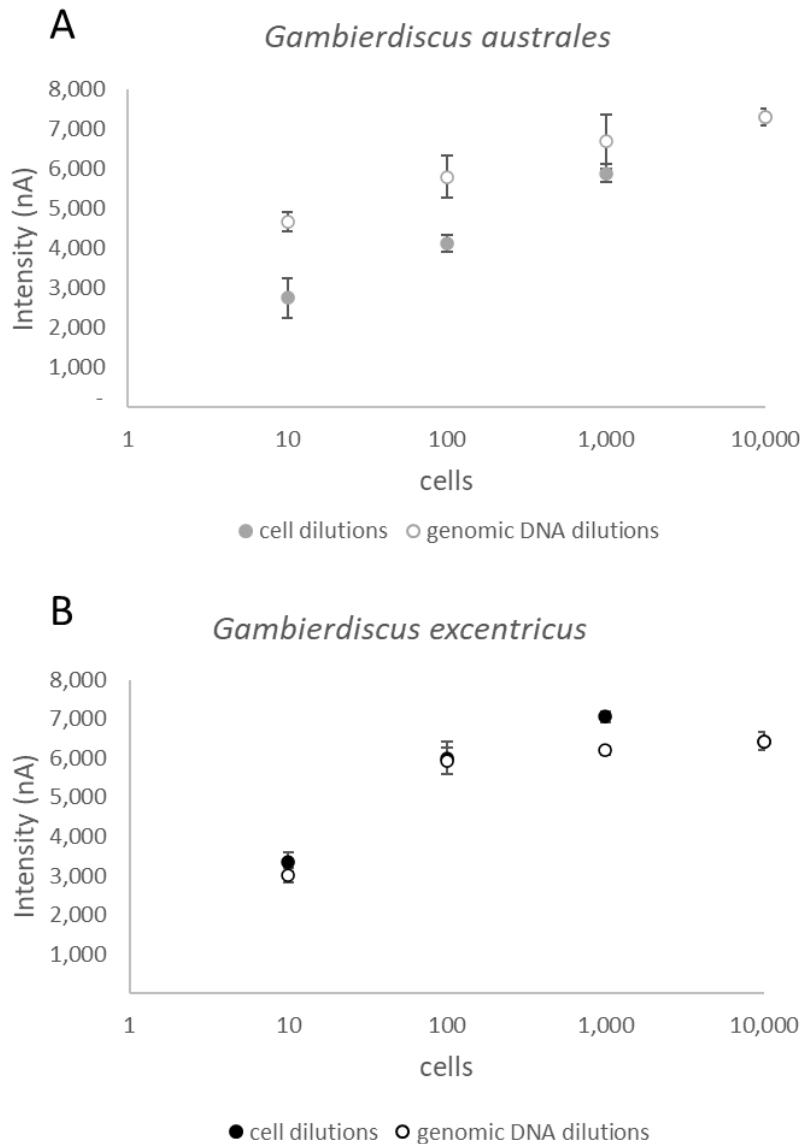 A
Gambierdiscus australes
8,000
7,000
6,000
5,000
4,000
3,000
2,000
1,000
-
Intensity (nA)
1 10 100 1,000 10,000
cells
cell dilutions genomic DNA dilutions
B
Gambierdiscus excentricus
8,000
7,000
6,000
5,000
4,000
3,000
2,000
1,000
Intensity (nA)
1 10 100 1,000 10,000
cells
cell dilutions genomic DNA dilutions